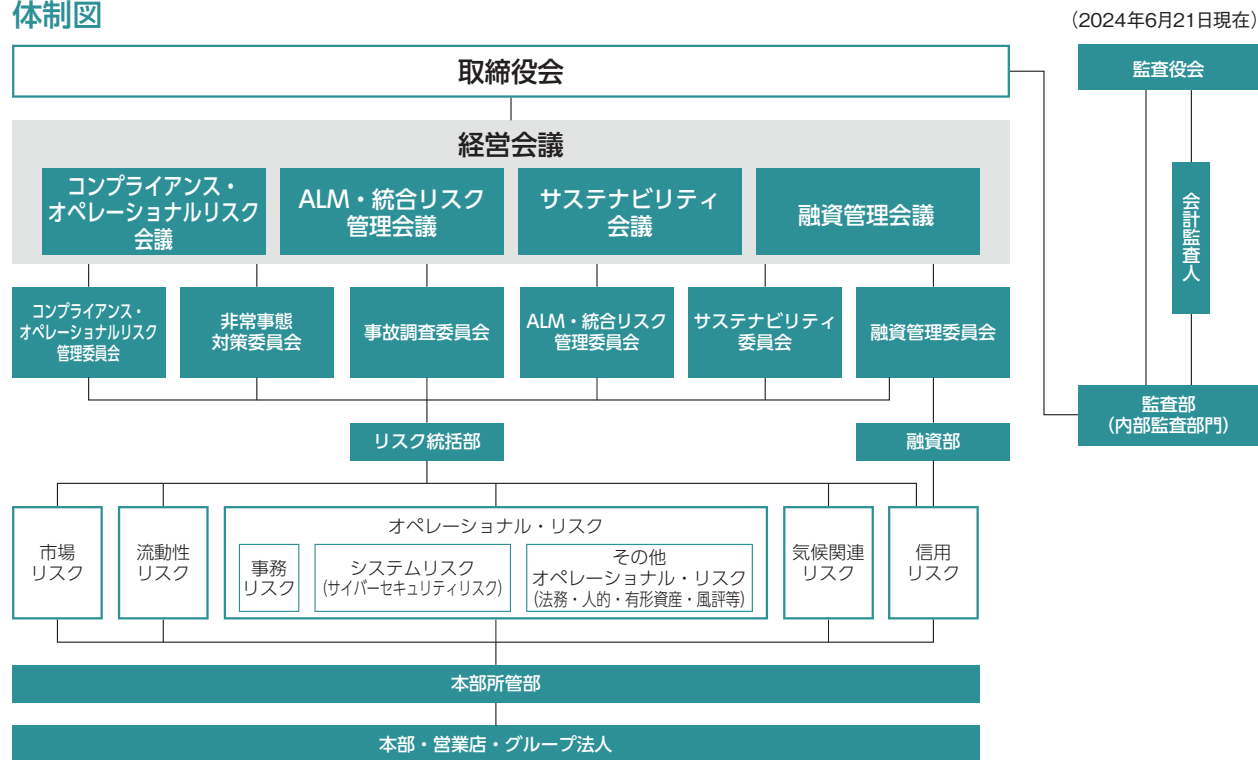 体制図
（2024年6月21日現在）
取締役会
監査役会
経営会議
コンプライアンス・
オペレーショナルリスク
会議
ALM・統合リスク
管理会議
サステナビリティ
会議
融資管理会議
会計監査人
コンプライアンス・
オペレーショナルリスク
管理委員会
非常事態
対策委員会
事故調査委員会
ALM・統合リスク
管理委員会
サステナビリティ
委員会
融資管理委員会
監査部
（内部監査部門）
リスク統括部
融資部
市場
リスク
流動性
リスク
オペレーショナル・リスク
事務
リスク
システムリスク
(サイバーセキュリティリスク)
その他
オペレーショナル・リスク
(法務・人的・有形資産・風評等)
気候関連
リスク
信用
リスク
本部所管部
本部・営業店・グループ法人